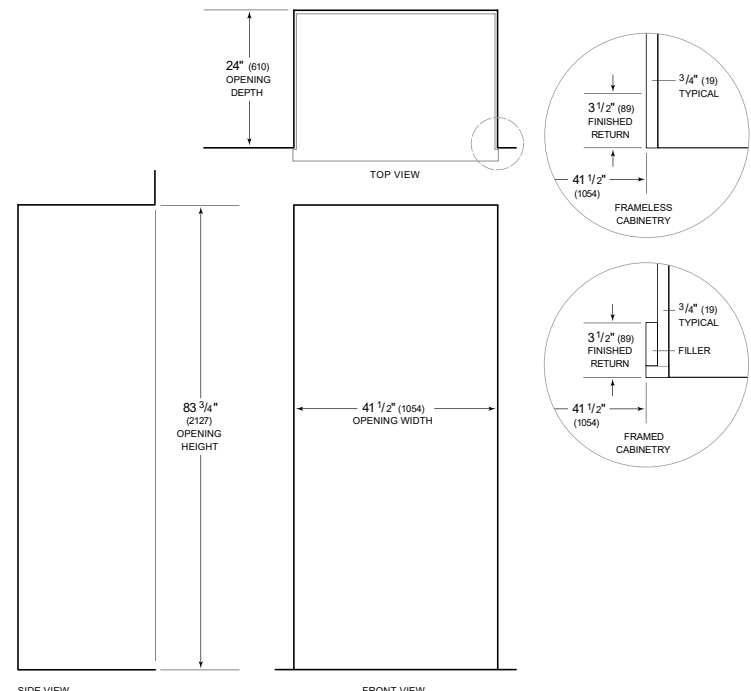 24" (610)
OPENING
DEPTH
TOP VIEW
3/4" (19)
TYPICAL
3 1/2" (89)
FINISHED
RETURN
41 1/2"
(1054)
FRAMELESS
CABINETRY
3/4" (19)
TYPICAL
3 1/2" (89)
FINISHED
RETURN
FILLER
41 1/2"
(1054)
FRAMED
CABINETRY
83 3/4"
(2127)
OPENING
HEIGHT
41 1/2" (1054)
OPENING WIDTH
SIDE VIEW
FRONT VIEW